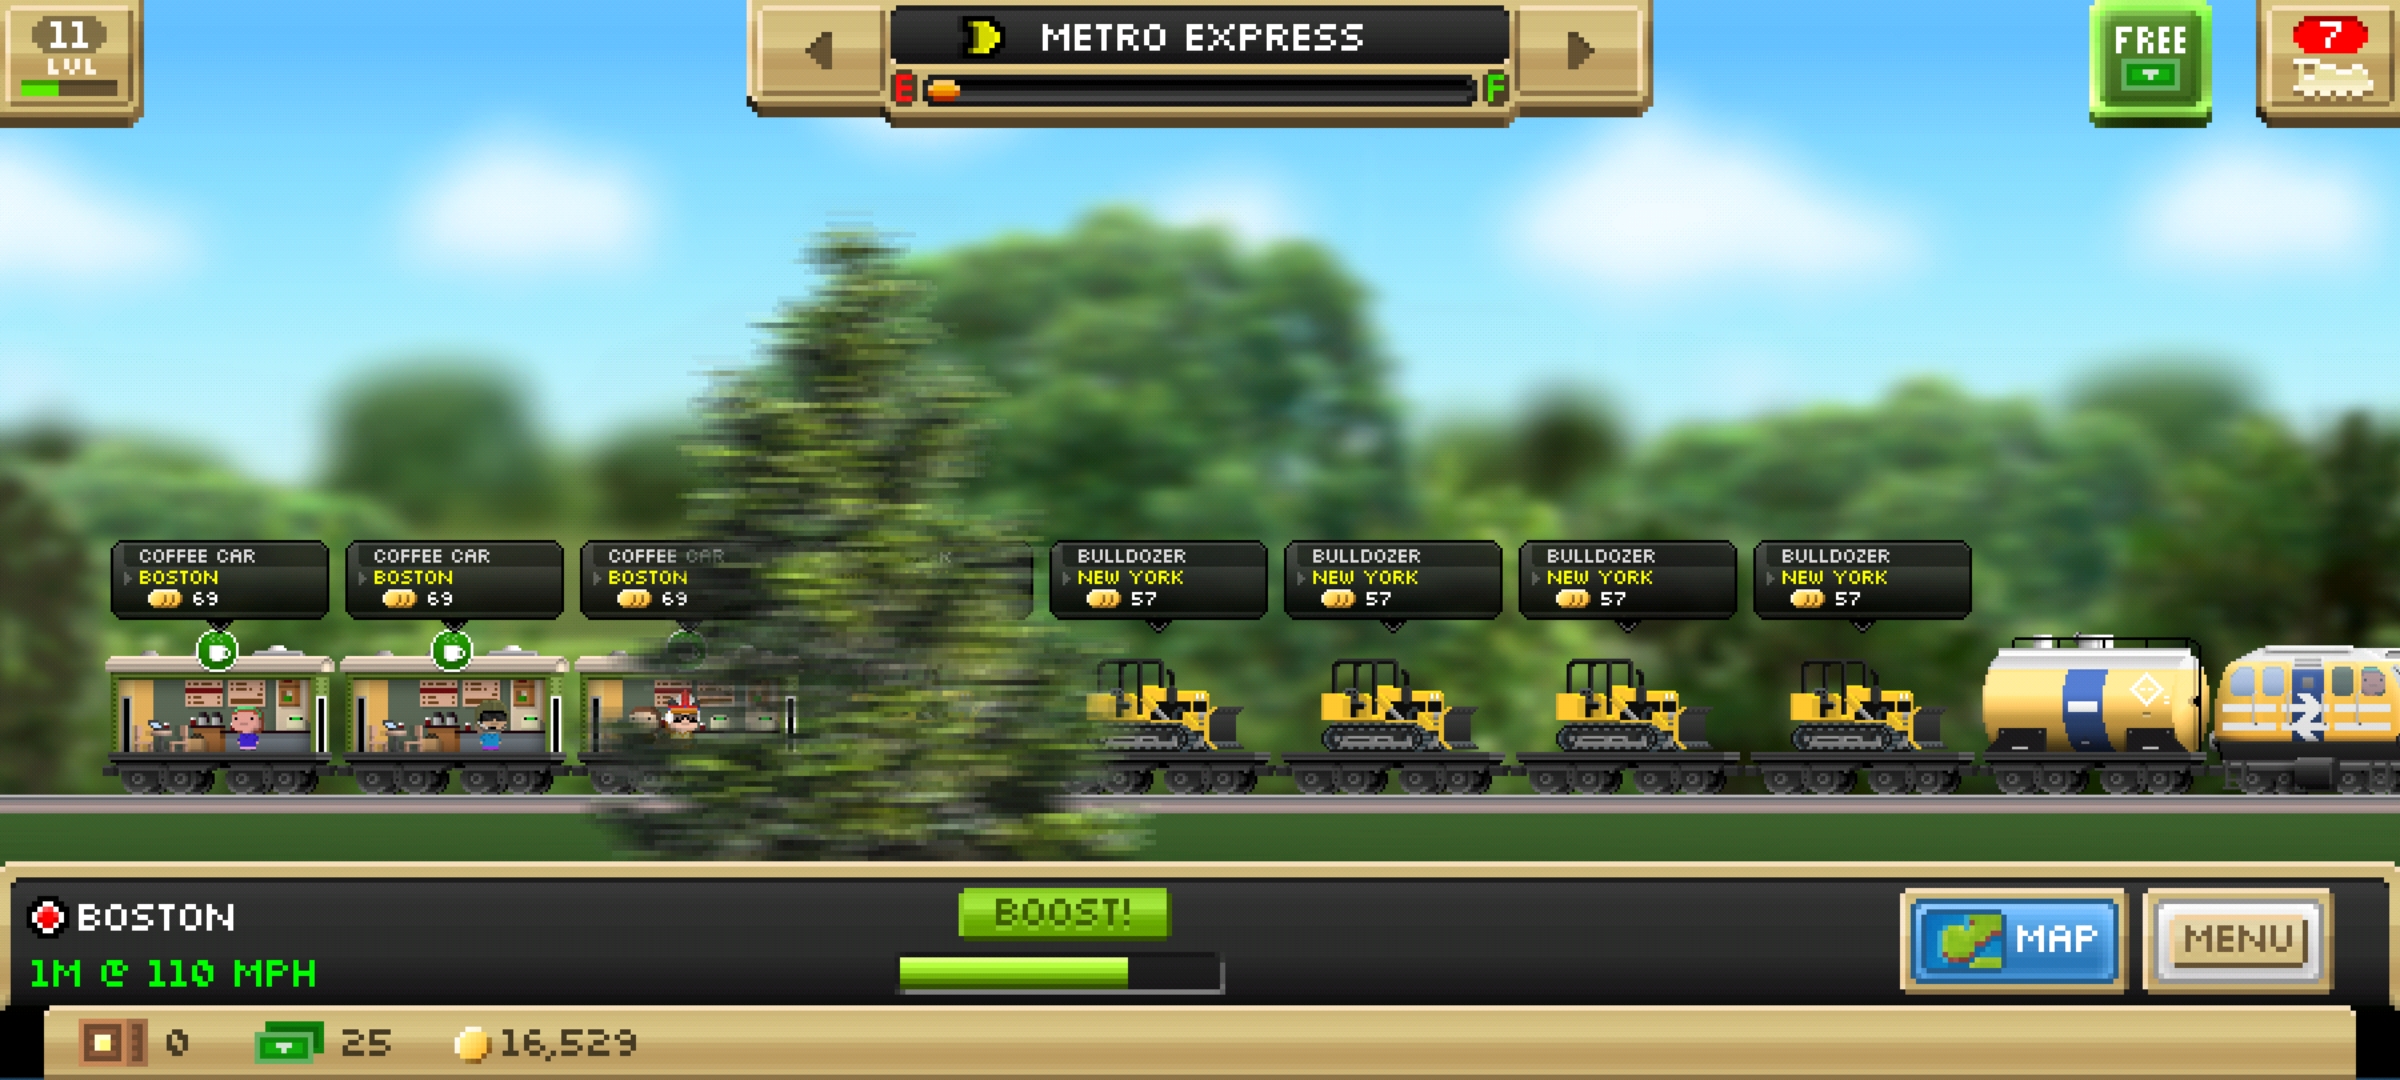 11
LVL
METRO EXPRESS
E
F
FREE
7
COFFEE CAR
BOSTON
69
COFFEE CAR
BOSTON
69
COFFEE CAR
BOSTON
69
BULLDOZER
NEW YORK
57
BULLDOZER
NEW YORK
57
BULLDOZER
NEW YORK
57
BULLDOZER
NEW YORK
57
BOSTON
1M @ 110 MPH
BOOST!
MAP
MENU
0
25
16,529